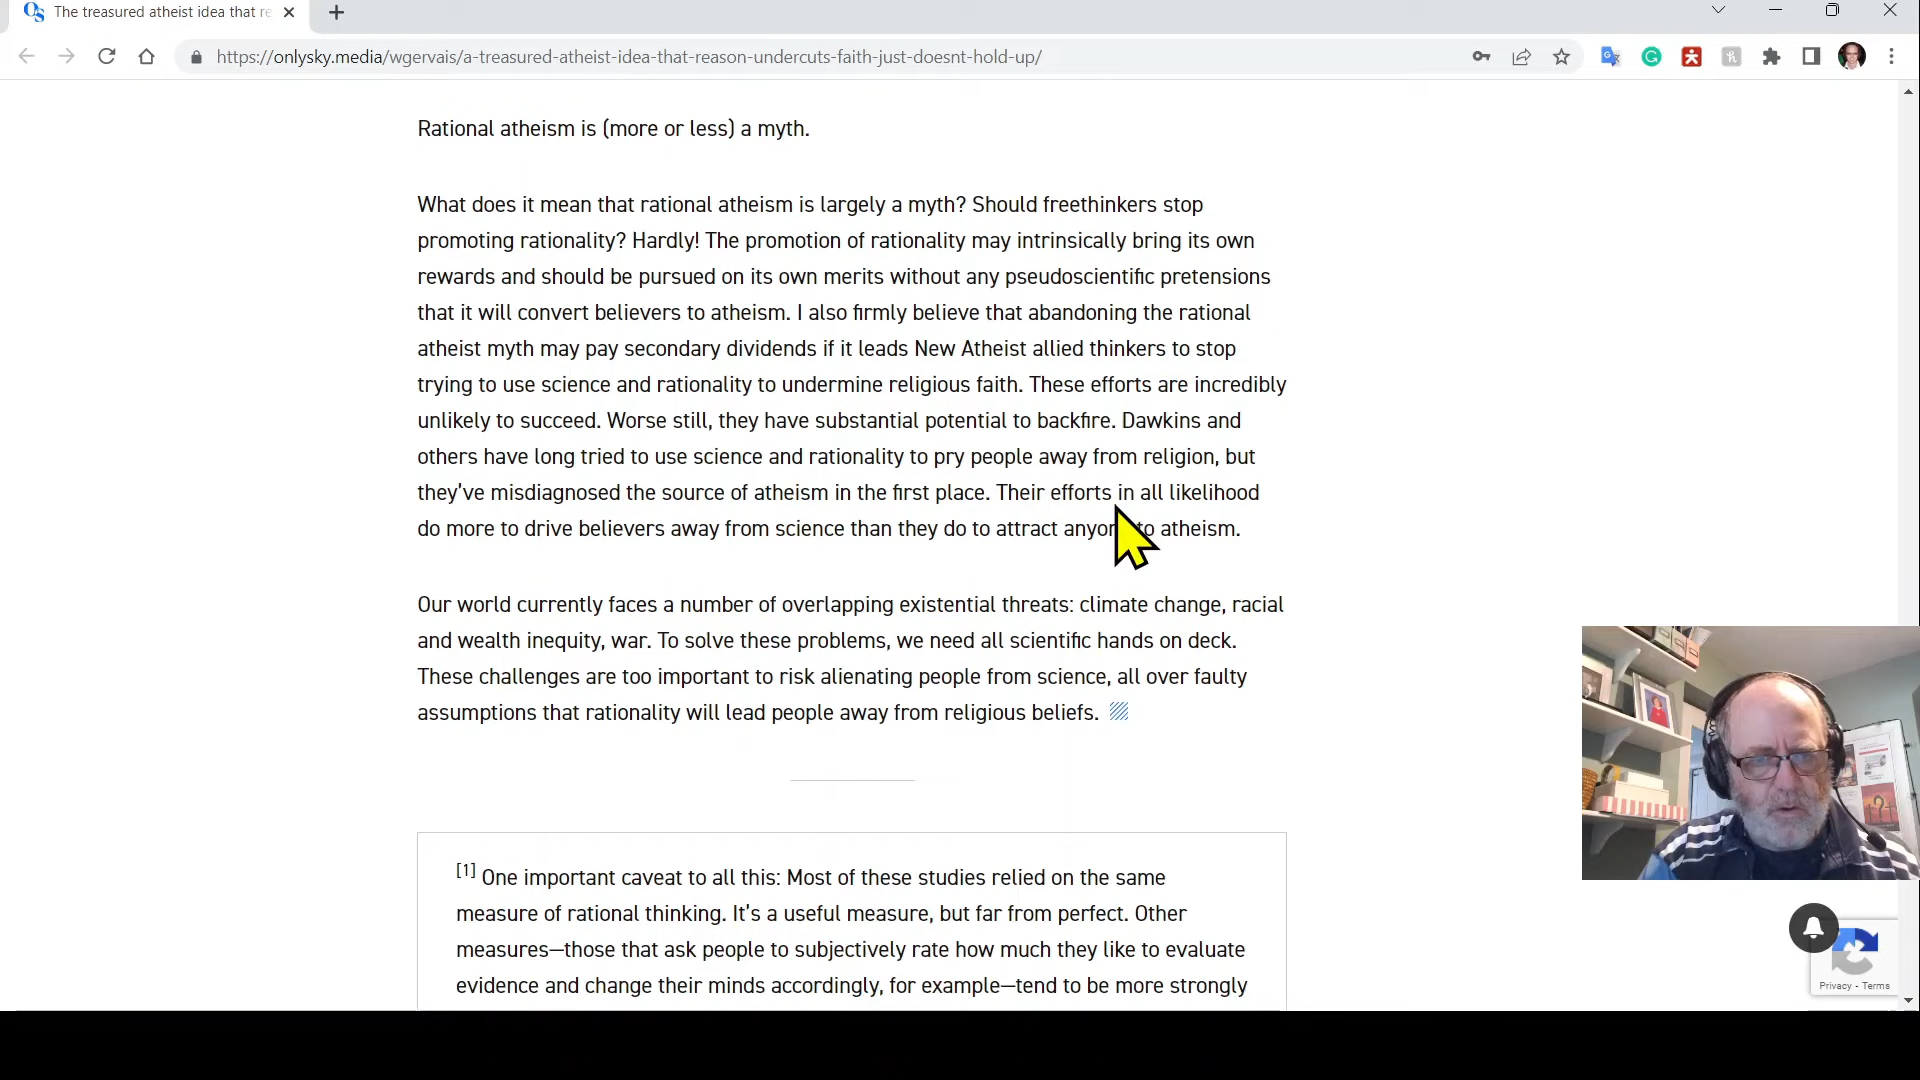 The treasured atheist idea that re
https://onlysky.media/wgervais/a-treasured-atheist-idea-that-reason-undercuts-faith-just-doesnt-hold-up/
Rational atheism is (more or less) a myth.
What does it mean that rational atheism is largely a myth? Should freethinkers stop
promoting rationality? Hardly! The promotion of rationality may intrinsically bring its own
rewards and should be pursued on its own merits without any pseudoscientific pretensions
that it will convert believers to atheism. I also firmly believe that abandoning the rational
atheist myth may pay secondary dividends if it leads New Atheist allied thinkers to stop
trying to use science and rationality to undermine religious faith. These efforts are incredibly
unlikely to succeed. Worse still, they have substantial potential to backfire. Dawkins and
others have long tried to use science and rationality to pry people away from religion, but
they've misdiagnosed the source of atheism in the first place. Their efforts in all likelihood
do more to drive believers away from science than they do to attract to atheism.
Our world currently faces a number of overlapping existential threats: climate change, racial
and wealth inequity, war. To solve these problems, we need all scientific hands on deck.
These challenges are too important to risk alienating people from science, all over faulty
assumptions that rationality will lead people away from religious beliefs.
[1] One important caveat to all this: Most of these studies relied on the same
measure of rational thinking. It's a useful measure, but far from perfect. Other
measures—those that ask people to subjectively rate how much they like to evaluate
evidence and change their minds accordingly, for example—tend to be more strongly
Privacy - Terms